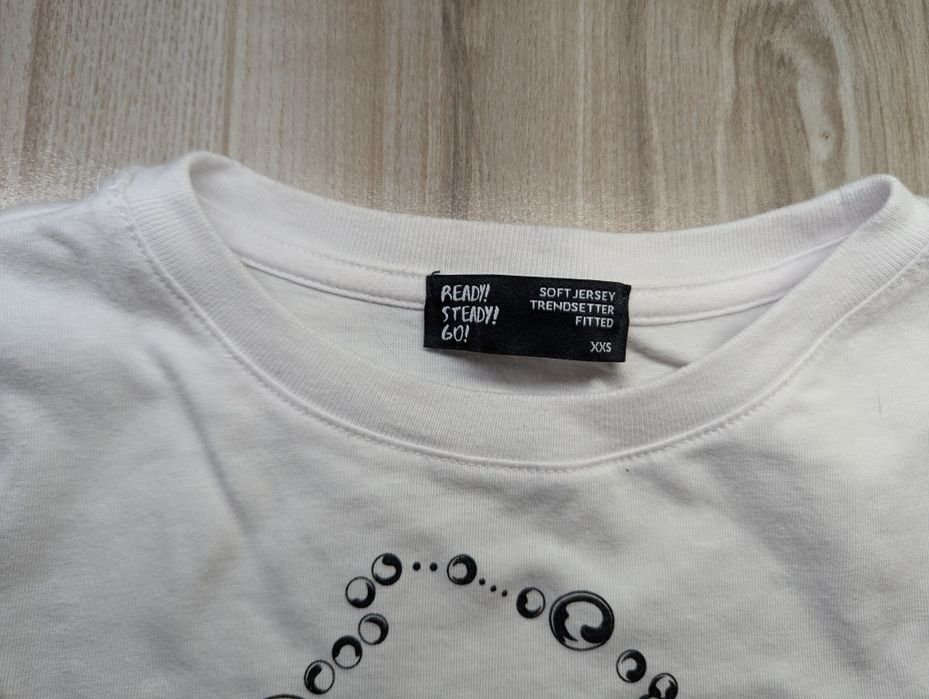 READY!
STEADY!
GO!
SOFT JERSEY
TRENDSETTER
FITTED
XXS